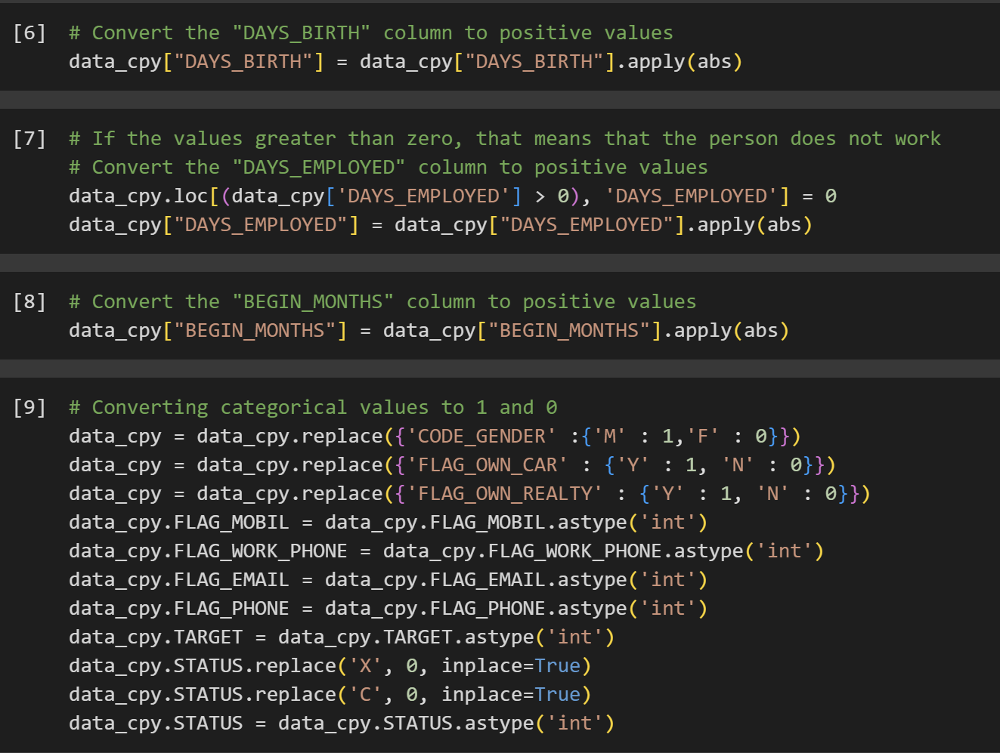 [6] # Convert the "DAYS_BIRTH" column to positive values
data_cpy["DAYS_BIRTH"] = data_cpy["DAYS_BIRTH"].apply(abs)
[7] # If the values greater than zero, that means that the person does not work
# Convert the "DAYS_EMPLOYED" column to positive values
data_cpy.loc[(data_cpy['DAYS_EMPLOYED'] > 0), 'DAYS_EMPLOYED'] = 0
data_cpy["DAYS_EMPLOYED"] = data_cpy["DAYS_EMPLOYED"].apply(abs)
[8] # Convert the "BEGIN_MONTHS" column to positive values
data_cpy["BEGIN_MONTHS"] = data_cpy["BEGIN_MONTHS"].apply(abs)
[9] # Converting categorical values to 1 and 0
data_cpy = data_cpy.replace({'CODE_GENDER' :{'M' : 1,'F' : 0}})
data_cpy = data_cpy.replace({'FLAG_OWN_CAR' : {'Y' : 1, 'N' : 0}})
data_cpy = data_cpy.replace({'FLAG_OWN_REALTY' : {'Y' : 1, 'N' : 0}})
data_cpy.FLAG_MOBIL = data_cpy.FLAG_MOBIL.astype('int')
data_cpy.FLAG_WORK_PHONE = data_cpy.FLAG_WORK_PHONE.astype('int')
data_cpy.FLAG_EMAIL = data_cpy.FLAG_EMAIL.astype('int')
data_cpy.FLAG_PHONE = data_cpy.FLAG_PHONE.astype('int')
data_cpy.TARGET = data_cpy.TARGET.astype('int')
data_cpy.STATUS.replace('X', 0, inplace=True)
data_cpy.STATUS.replace('C', 0, inplace=True)
data_cpy.STATUS = data_cpy.STATUS.astype('int')